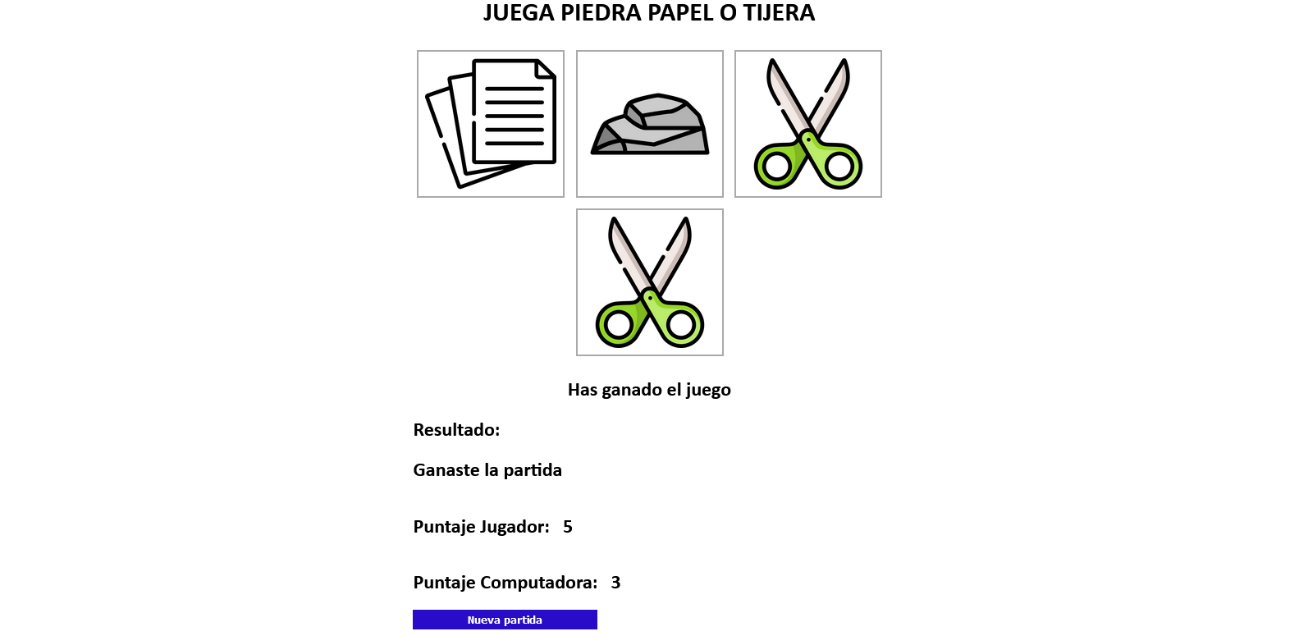 JUEGA PIEDRA PAPEL O TIJERA
Has ganado el juego
Resultado:
Ganaste la partida
Puntaje Jugador: 5
Puntaje Computadora: 3
Nueva partida